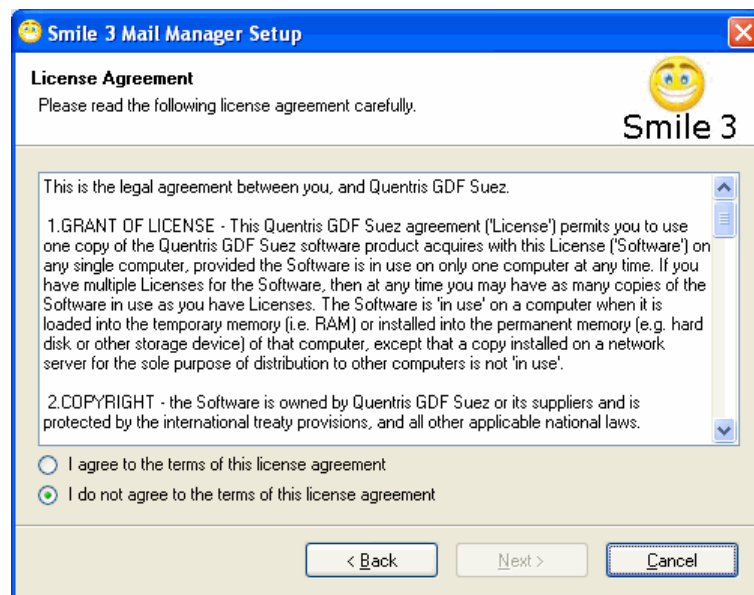 Smile 3 Mail Manager Setup
License Agreement
Please read the following license agreement carefully.
Smile 3
This is the legal agreement between you, and Quentris GDF Suez.
1.GRANT OF LICENSE - This Quentris GDF Suez agreement ('License') permits you to use
one copy of the Quentris GDF Suez software product acquires with this License ('Software') on
any single computer, provided the Software is in use on only one computer at any time. If you
have multiple Licenses for the Software, then at any time you may have as many copies of the
Software in use as you have Licenses. The Software is 'in use' on a computer when it is
loaded into the temporary memory (i.e. RAM) or installed into the permanent memory (e.g. hard
disk or other storage device) of that computer, except that a copy installed on a network
server for the sole purpose of distribution to other computers is not 'in use'.
2.COPYRIGHT - the Software is owned by Quentris GDF Suez or its suppliers and is
protected by the international treaty provisions, and all other applicable national laws.
I agree to the terms of this license agreement
I do not agree to the terms of this license agreement
< Back
Next >
Cancel